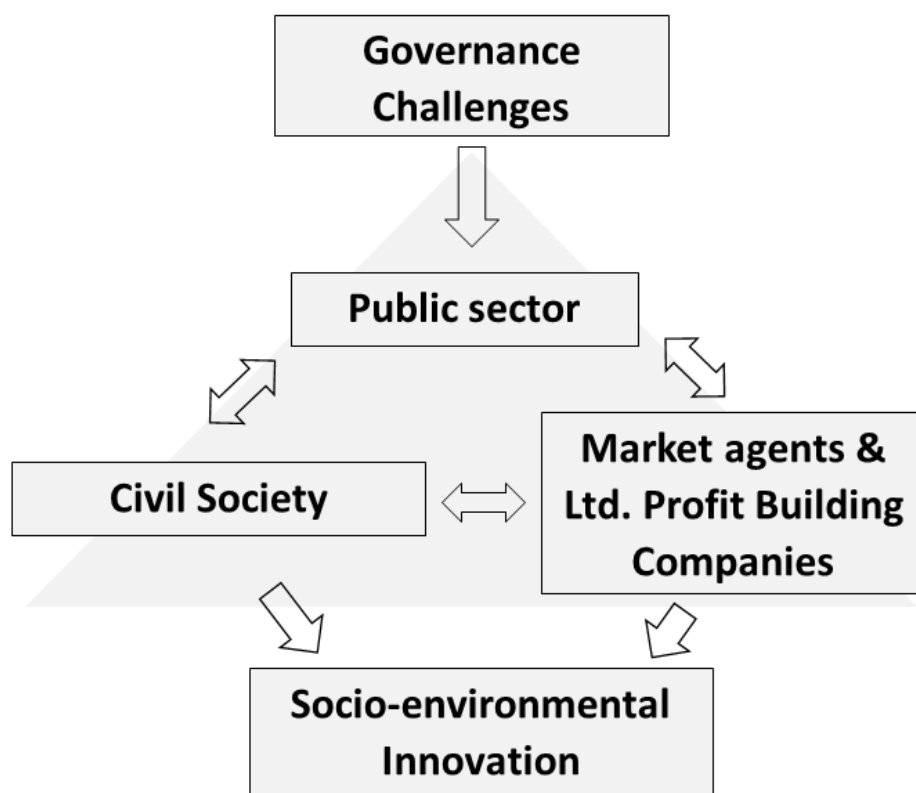 Governance
Challenges
Public sector
Civil Society
Market agents &
Ltd. Profit Building
Companies
Socio-environmental
Innovation